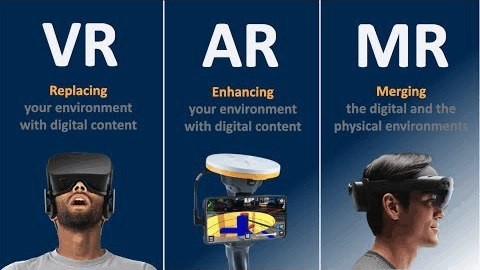 VR
Replacing
your environment
with digital content
AR
Enhancing
your environment
with digital content
MR
Merging
the digital and the
physical environments